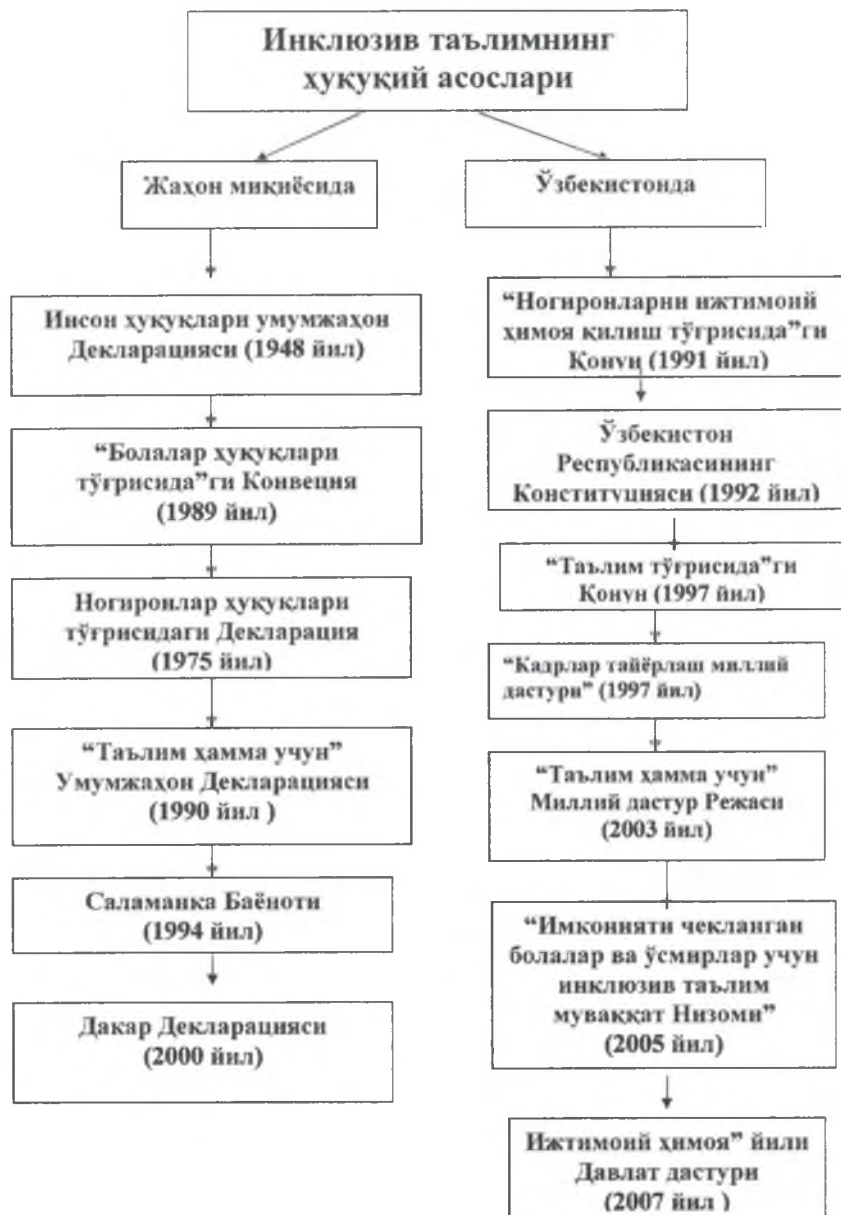 Инклюзив таълимнинг
ҳуқуқий асослари
Жаҳон миқиёсида
Инсон ҳуқуқлари умумжаҳон
Декларацияси (1948 йил)
“Болалар ҳуқуқлари
тўғрисида”ги Конвеция
(1989 йил)
Ногиронлар ҳуқуқлари
тўғрисидаги Декларация
(1975 йил)
“Таълим ҳамма учун”
Умумжаҳон Декларацияси
(1990 йил )
Саламанка Баёноти
(1994 йил)
Дакар Декларацияси
(2000 йил)
Ўзбекистонда
“Ногиронларни ижтимоий
ҳимоя қилиш тўғрисида”ги
Қонун (1991 йил)
Ўзбекистон
Республикасининг
Конституцияси (1992 йил)
“Таълим тўғрисида”ги
Қонун (1997 йил)
“Кадрлар тайёрлаш миллий
дастури” (1997 йил)
“Таълим ҳамма учун”
Миллий дастур Режаси
(2003 йил)
“Имконияти чекланган
болалар ва ўсмирлар учун
инклюзив таълим
муваққат Низоми”
(2005 йил)
Ижтимоий ҳимоя” йили
Давлат дастури
(2007 йил )